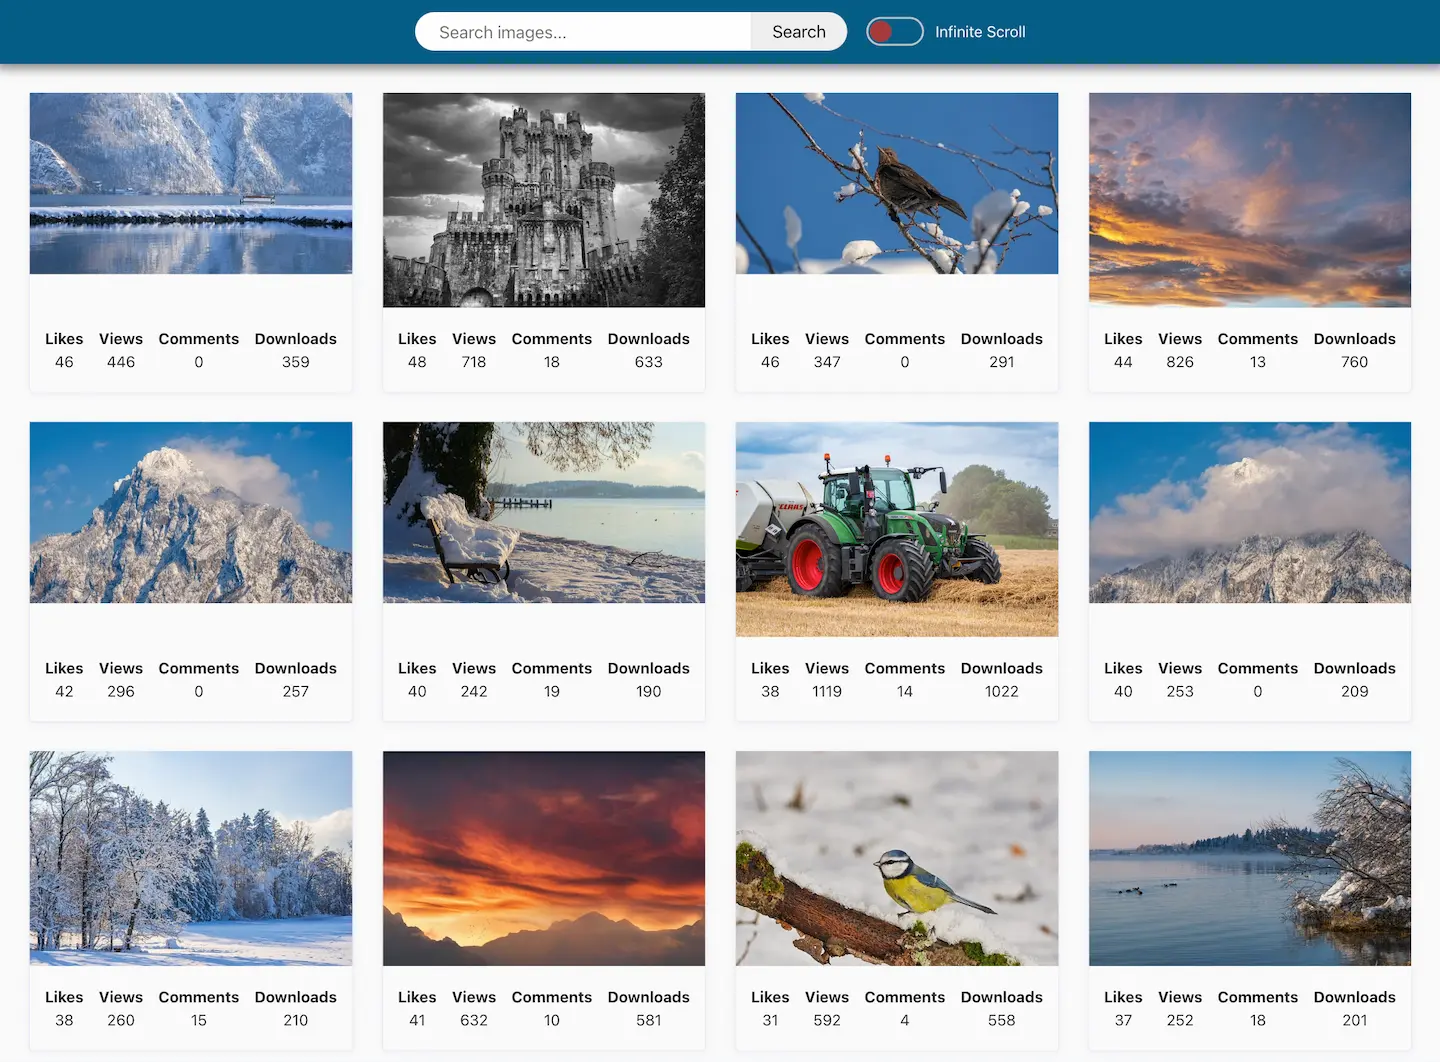 Search images...
Search
Infinite Scroll
Likes Views Comments Downloads
46 446 0 359
Likes Views Comments Downloads
48 718 18 633
Likes Views Comments Downloads
46 347 0 291
Likes Views Comments Downloads
44 826 13 760
CLAAS
Likes Views Comments Downloads
42 296 0 257
Likes Views Comments Downloads
40 242 19 190
Likes Views Comments Downloads
38 1119 14 1022
Likes Views Comments Downloads
40 253 0 209
Likes Views Comments Downloads
38 260 15 210
Likes Views Comments Downloads
41 632 10 581
Likes Views Comments Downloads
31 592 4 558
Likes Views Comments Downloads
37 252 18 201